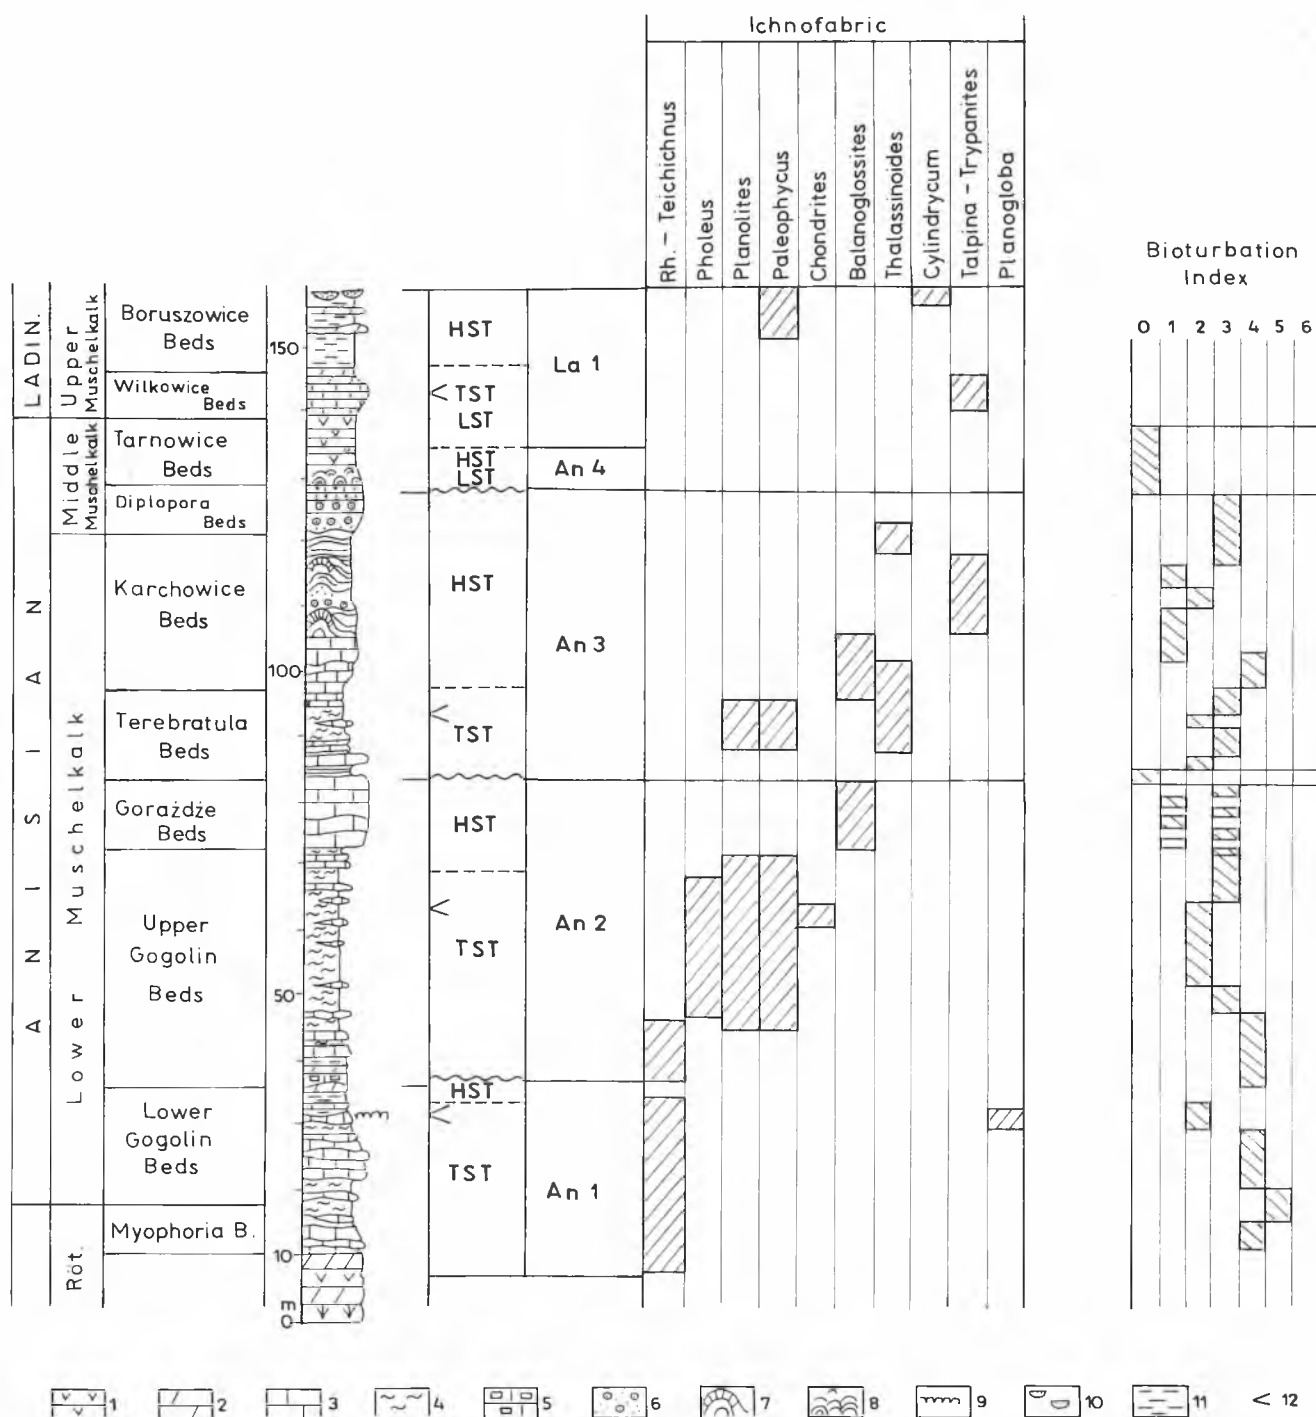 Ichnofabric
Rh. – Teichichnus
Pholeus
Planolites
Paleophycus
Chondrites
Balanoglossites
Thalassinoides
Cylindrycum
Talpina – Trypanites
Planogloba
Bioturbation
Index
0 1 2 3 4 5 6
LADIN.
ANISIAN
Upper
Muschelkalk
Middle
Muschelkalk
Lower Muschelkalk
Röt.
Boruszowice
Beds
Wilkowice
Beds
Tarnowice
Beds
Diplopora
Beds
Karchowice
Beds
Terebratula
Beds
Gorażdże
Beds
Upper
Gogolin
Beds
Lower
Gogolin
Beds
Myophoria B.
150
100
50
10
m
0
HST
< TST
LST
HST
LST
HST
<
TST
HST
<
TST
HST
<
TST
La 1
An 4
An 3
An 2
An 1
1 2 3 4 5 6 7 8 9 10 11 < 12